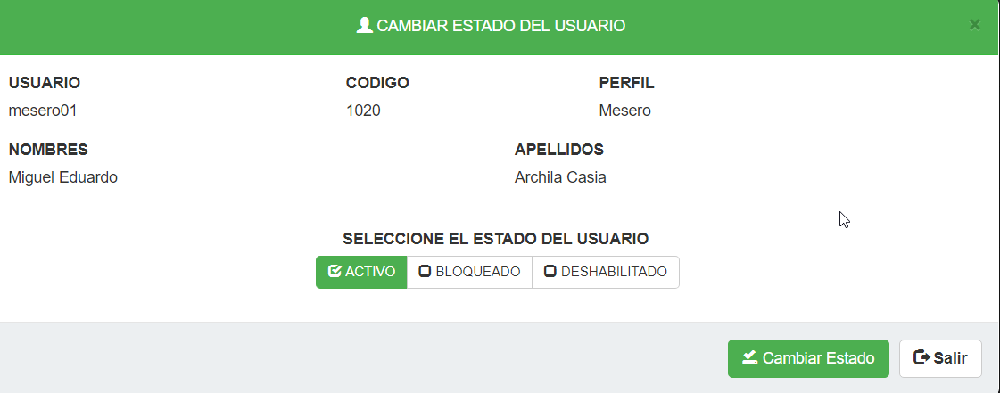 CAMBIAR ESTADO DEL USUARIO ×
USUARIO CODIGO PERFIL
mesero01 1020 Mesero
NOMBRES APELLIDOS
Miguel Eduardo Archila Casia
SELECCIONE EL ESTADO DEL USUARIO
ACTIVO BLOQUEADO DESHABILITADO
Cambiar Estado Salir